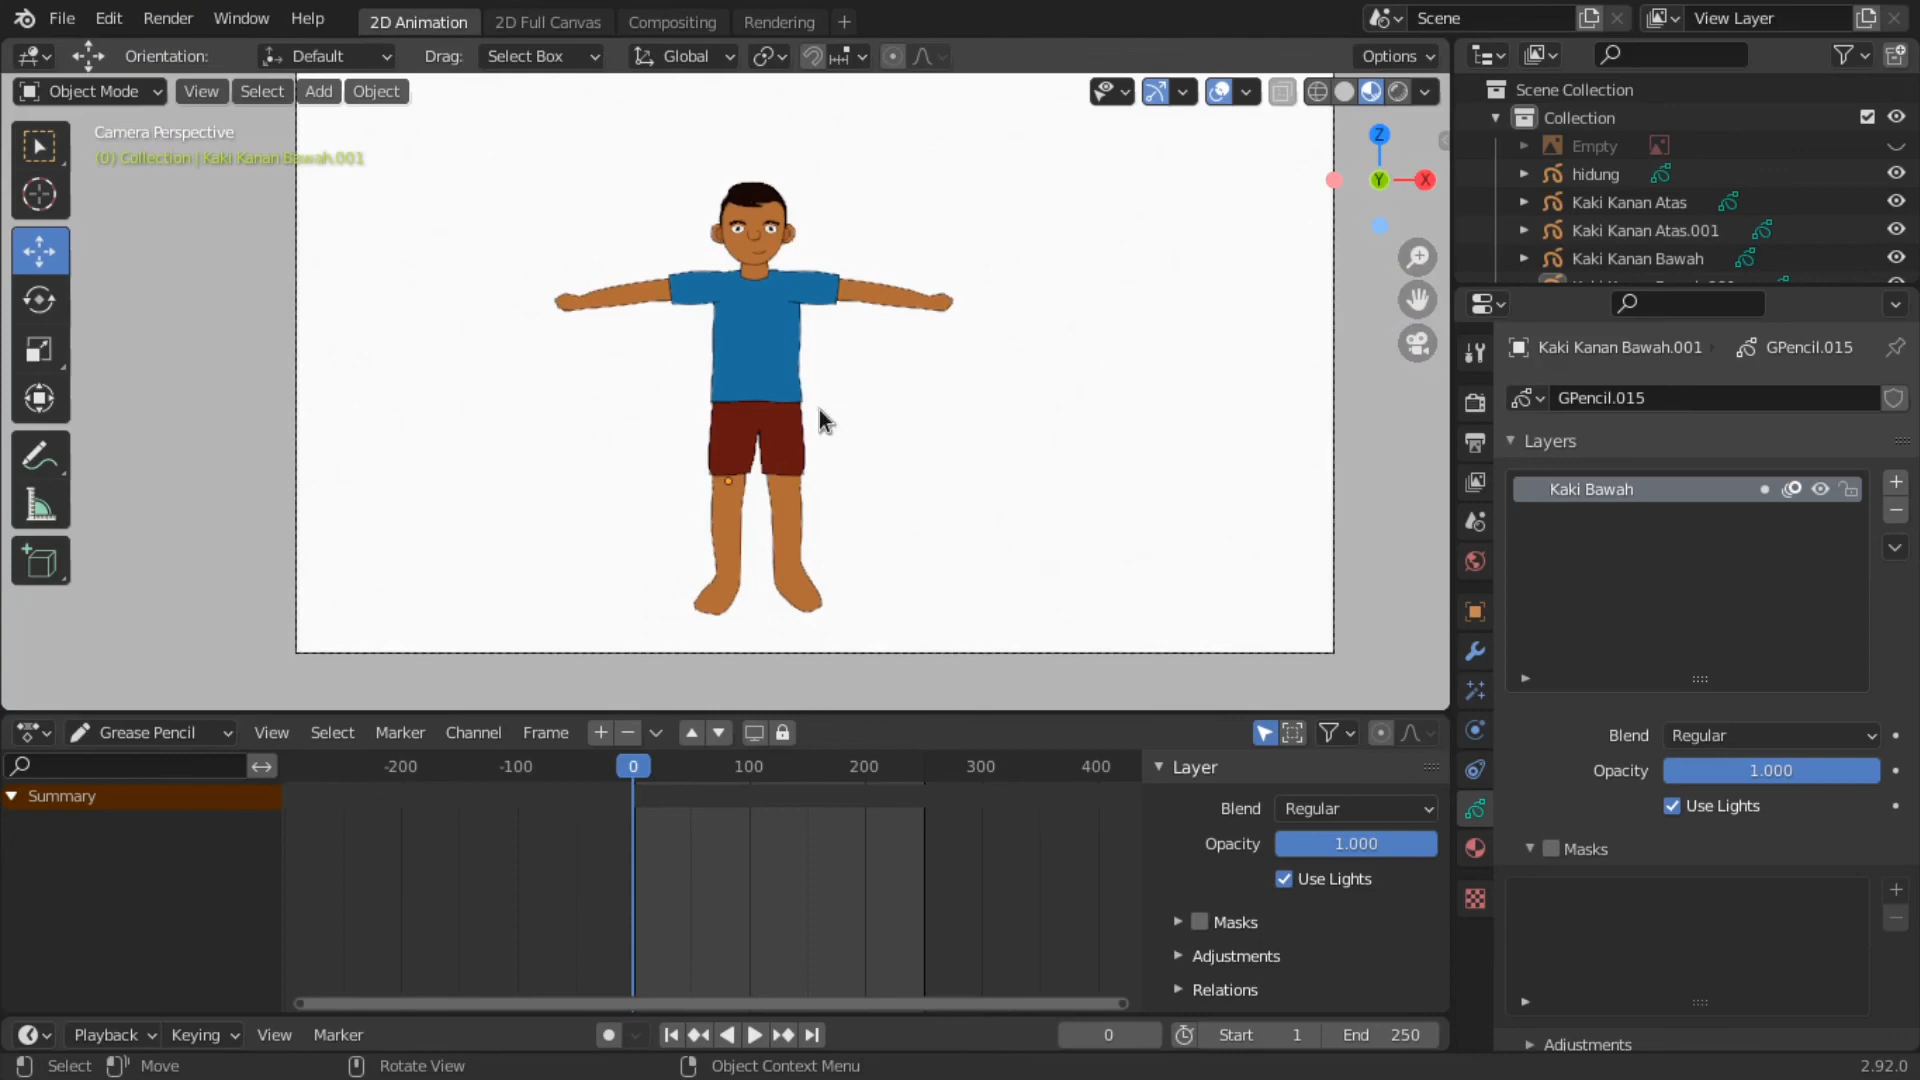 File Edit Render Window Help 2D Animation 2D Full Canvas Compositing Rendering + Scene View Layer
Orientation: Default Drag: Select Box Global Options
Object Mode View Select Add Object
Camera Perspective
(0) Collection | Kaki Kanan Bawah.001
Z
Y
X
Scene Collection
Collection
Empty
hidung
Kaki Kanan Atas
Kaki Kanan Atas.001
Kaki Kanan Bawah
Kaki Kanan Bawah.001 GPencil.015
GPencil.015
Layers
Kaki Bawah
Blend Regular
Opacity 1.000
Use Lights
Masks
Adjustments
Grease Pencil View Select Marker Channel Frame
-200 -100 0 100 200 300 400
Summary
Layer
Blend Regular
Opacity 1.000
Use Lights
Masks
Adjustments
Relations
Playback Keying View Marker 0 Start 1 End 250
Select Move Rotate View Object Context Menu 2.92.0